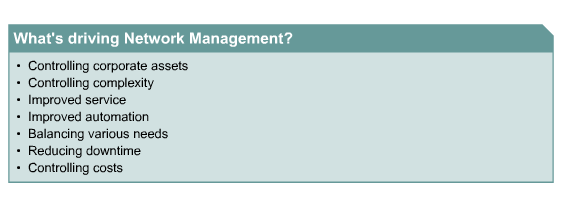 What's driving Network Management?
• Controlling corporate assets
• Controlling complexity
• Improved service
• Improved automation
• Balancing various needs
• Reducing downtime
• Controlling costs